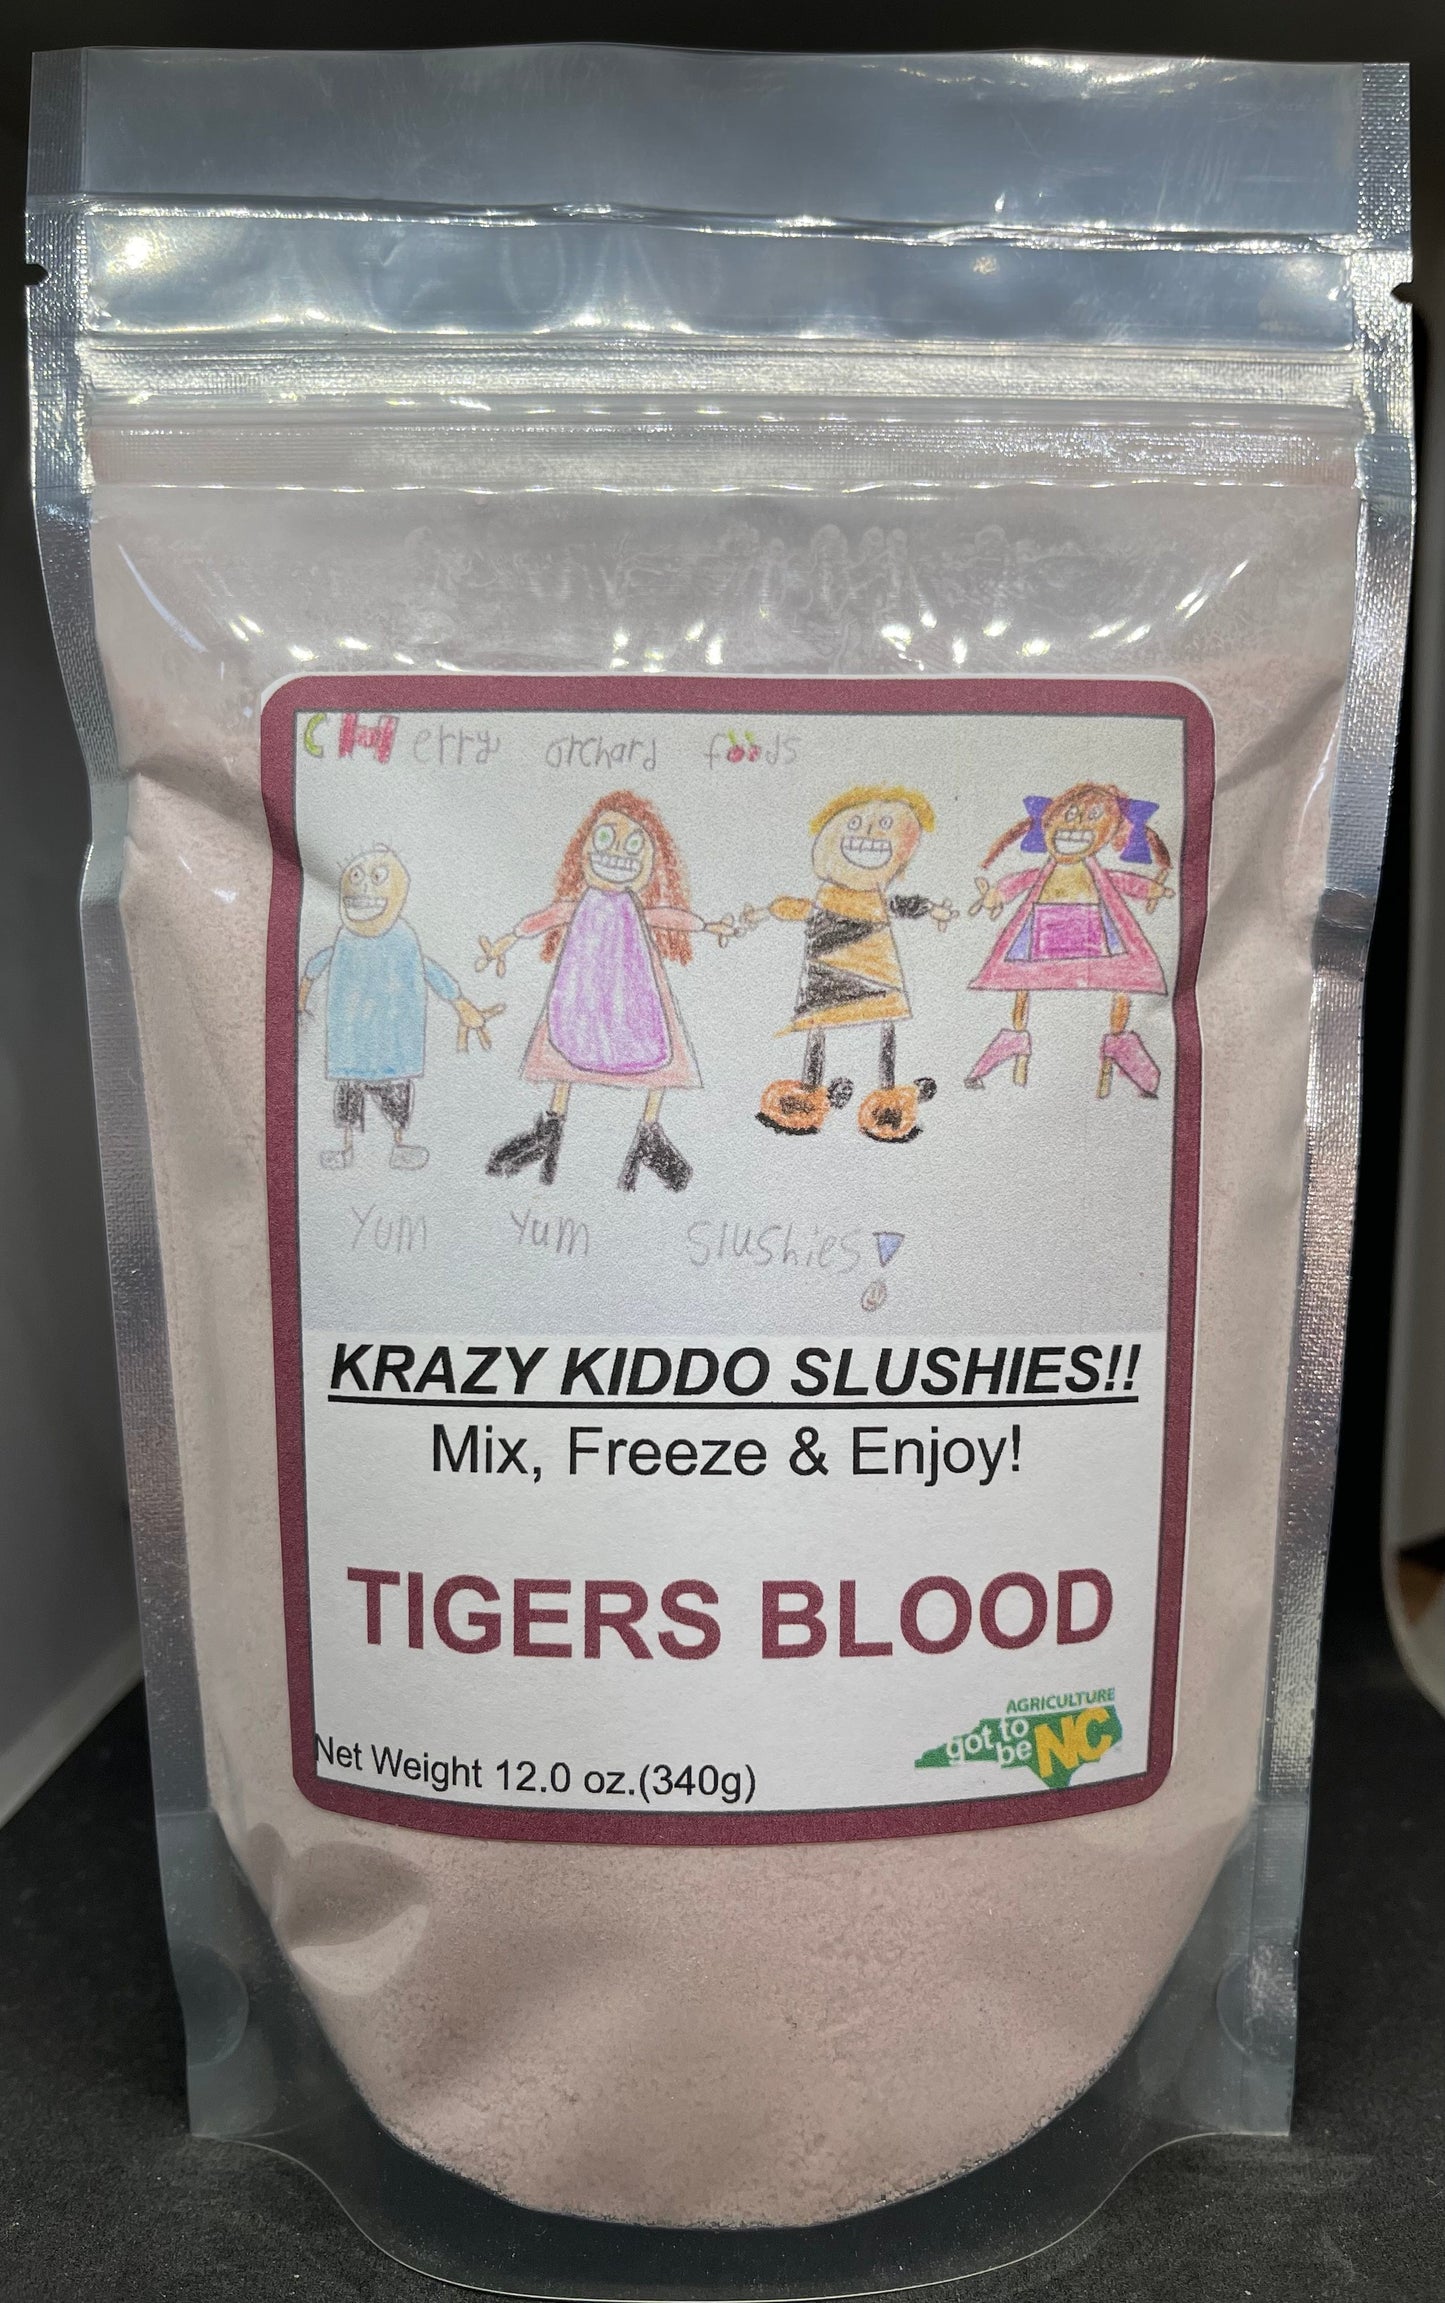 CHerry orchard foods
Yum Yum Slushies!
KRAZY KIDDO SLUSHIES!!
Mix, Freeze & Enjoy!
TIGERS BLOOD
AGRICULTURE
got to be NC
Net Weight 12.0 oz.(340g)